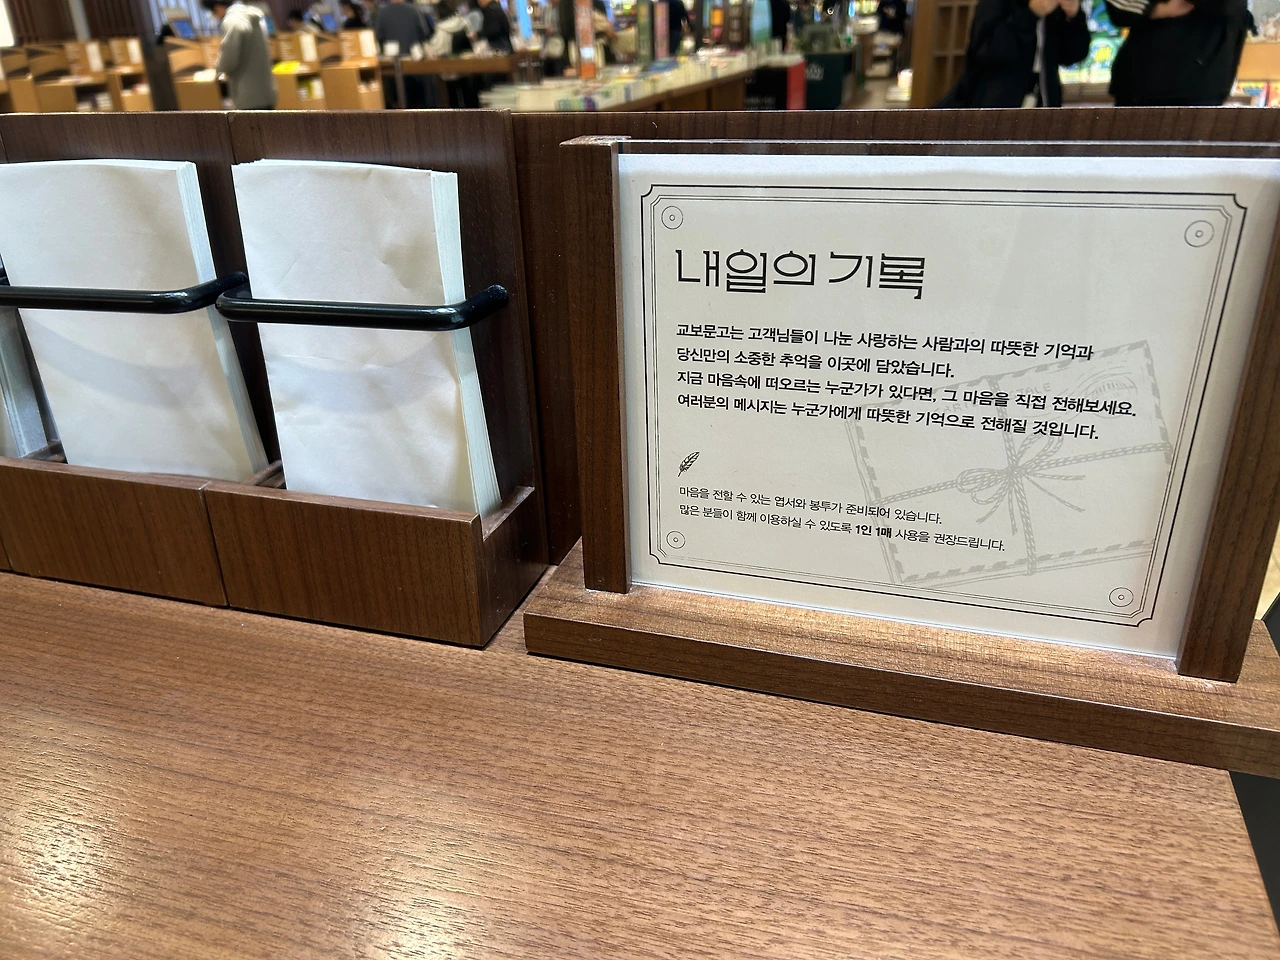 내일의 기록
교보문고는 고객님들이 나눈 사랑하는 사람과의 따뜻한 기억과
당신만의 소중한 추억을 이곳에 담았습니다.
지금 마음속에 떠오르는 누군가가 있다면, 그 마음을 직접 전해보세요.
여러분의 메시지는 누군가에게 따뜻한 기억으로 전해질 것입니다.
마음을 전할 수 있는 엽서와 봉투가 준비되어 있습니다.
많은 분들이 함께 이용하실 수 있도록 1인 1매 사용을 권장드립니다.